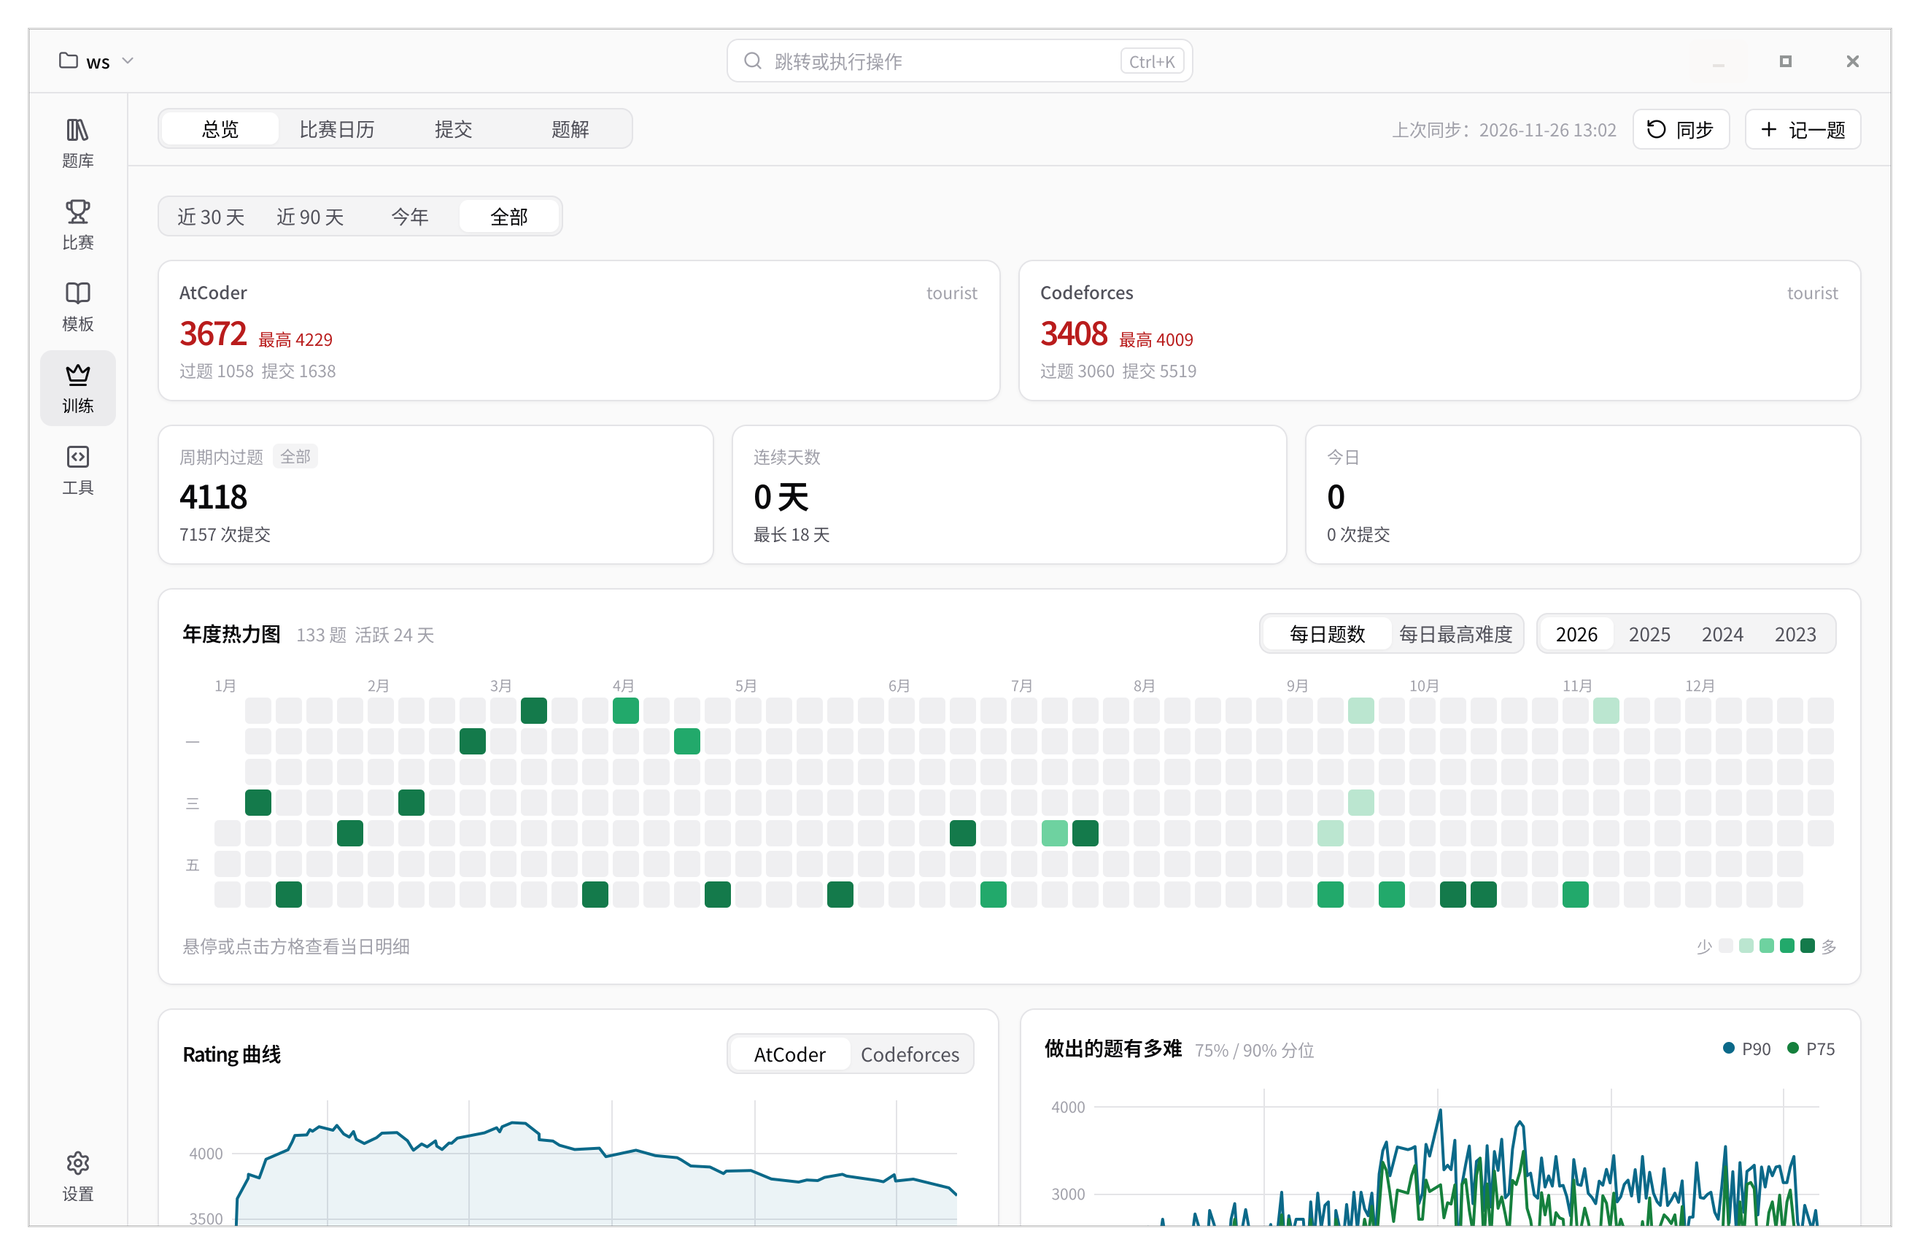 ws
跳转或执行操作
Ctrl+K
题库
比赛
模板
训练
工具
设置
总览 比赛日历 提交 题解
上次同步：2026-11-26 13:02
同步
记一题
近 30 天 近 90 天 今年 全部
AtCoder tourist
3672 最高 4229
过题 1058 提交 1638
Codeforces tourist
3408 最高 4009
过题 3060 提交 5519
周期内过题 全部
4118
7157 次提交
连续天数
0 天
最长 18 天
今日
0
0 次提交
年度热力图 133 题 活跃 24 天
每日题数 每日最高难度
2026 2025 2024 2023
1月 2月 3月 4月 5月 6月 7月 8月 9月 10月 11月 12月
一
三
五
悬停或点击方格查看当日明细
少 多
Rating 曲线
AtCoder Codeforces
4000
3500
做出的题有多难 75% / 90% 分位
P90 P75
4000
3000